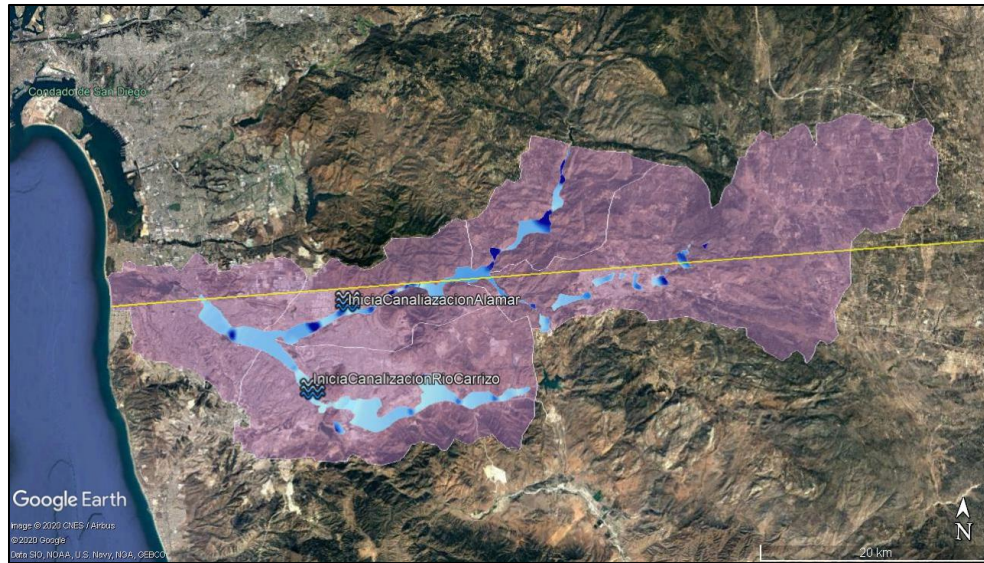 Condado de San Diego
IniciaCanaliazacionAlamar
IniciaCanalizacionRioCarrizo
Google Earth
Image © 2020 CNES / Airbus
© 2020 Google
Data SIO, NOAA, U.S. Navy, NGA, GEBCO
N
20 km